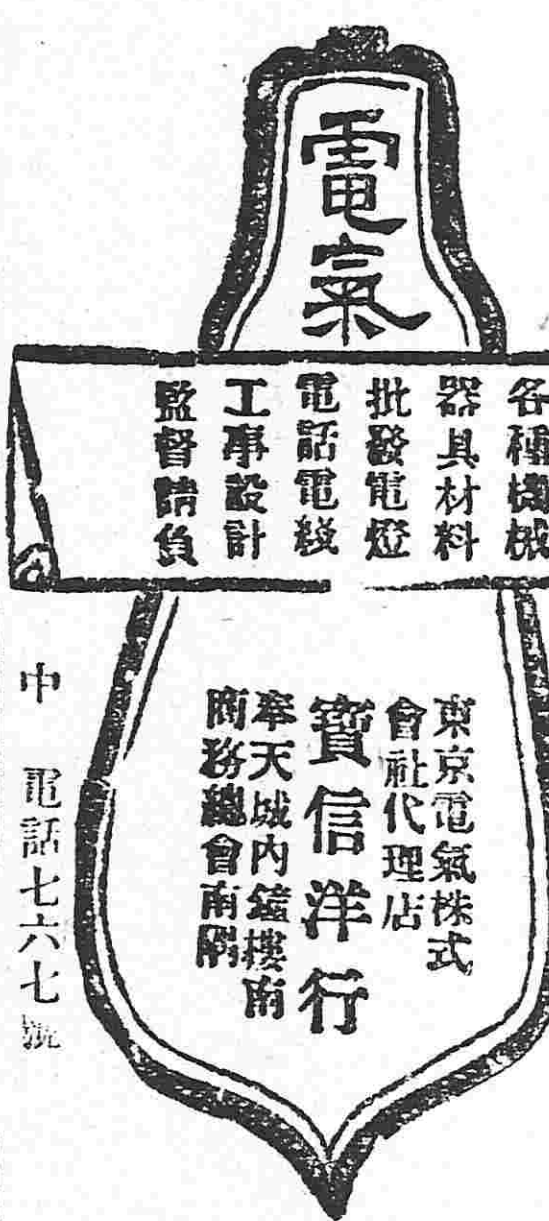 電氣
各種機械
器具材料
批發電燈
電話電綫
工事設計
監督請負
東京電氣株式
會社代理店
寶信洋行
奉天城内鐘樓南
商務總會南隔
中　電話七六七號